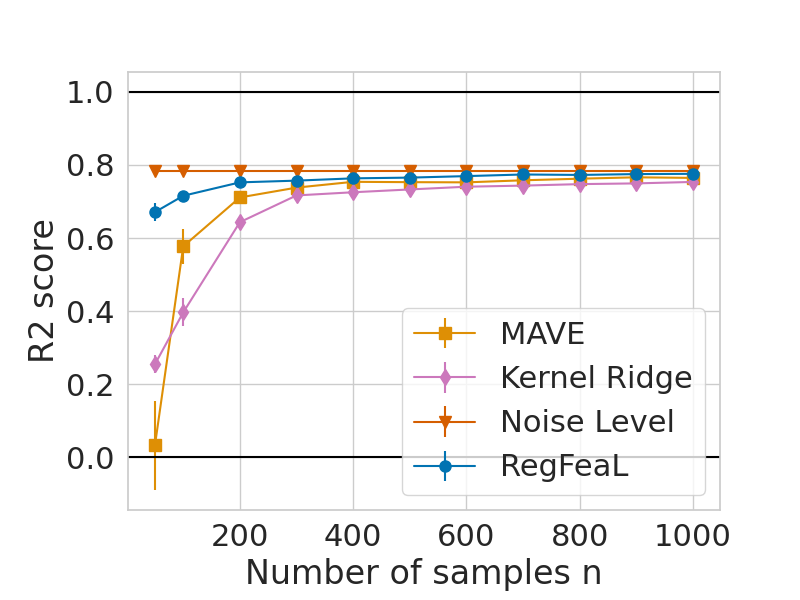 1.0
0.8
0.6
0.4
0.2
0.0
R2 score
MAVE
Kernel Ridge
Noise Level
RegFeaL
200 400 600 800 1000
Number of samples n